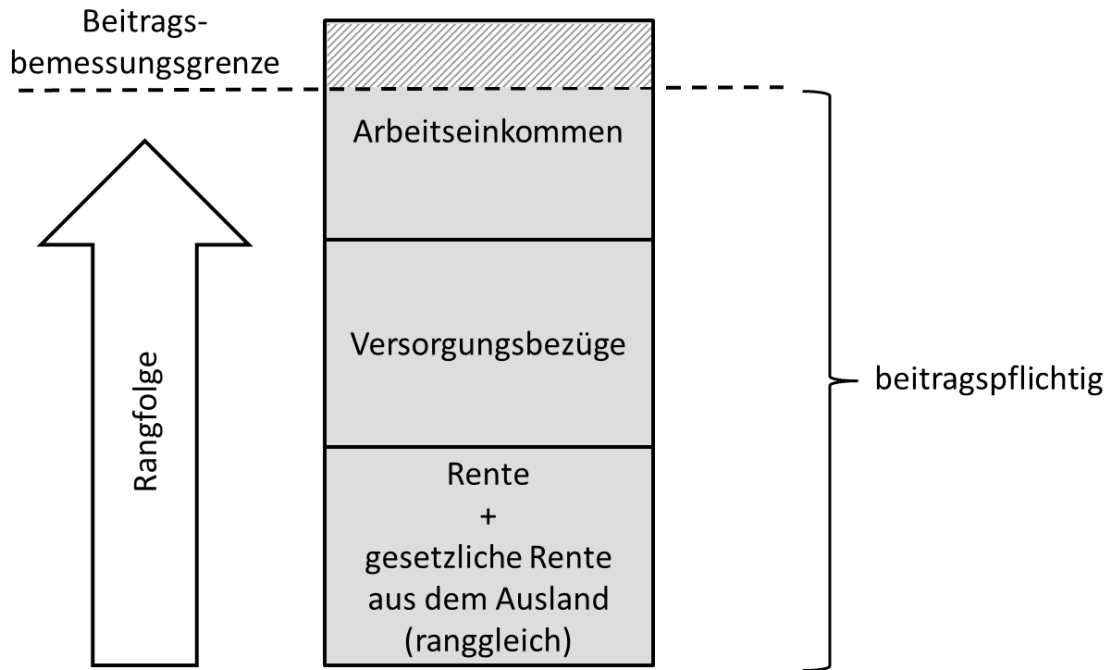 Beitrags-
bemessungsgrenze
Arbeitseinkommen
Versorgungsbezüge
Rangfolge
beitragspflichtig
Rente
+
gesetzliche Rente
aus dem Ausland
(ranggleich)